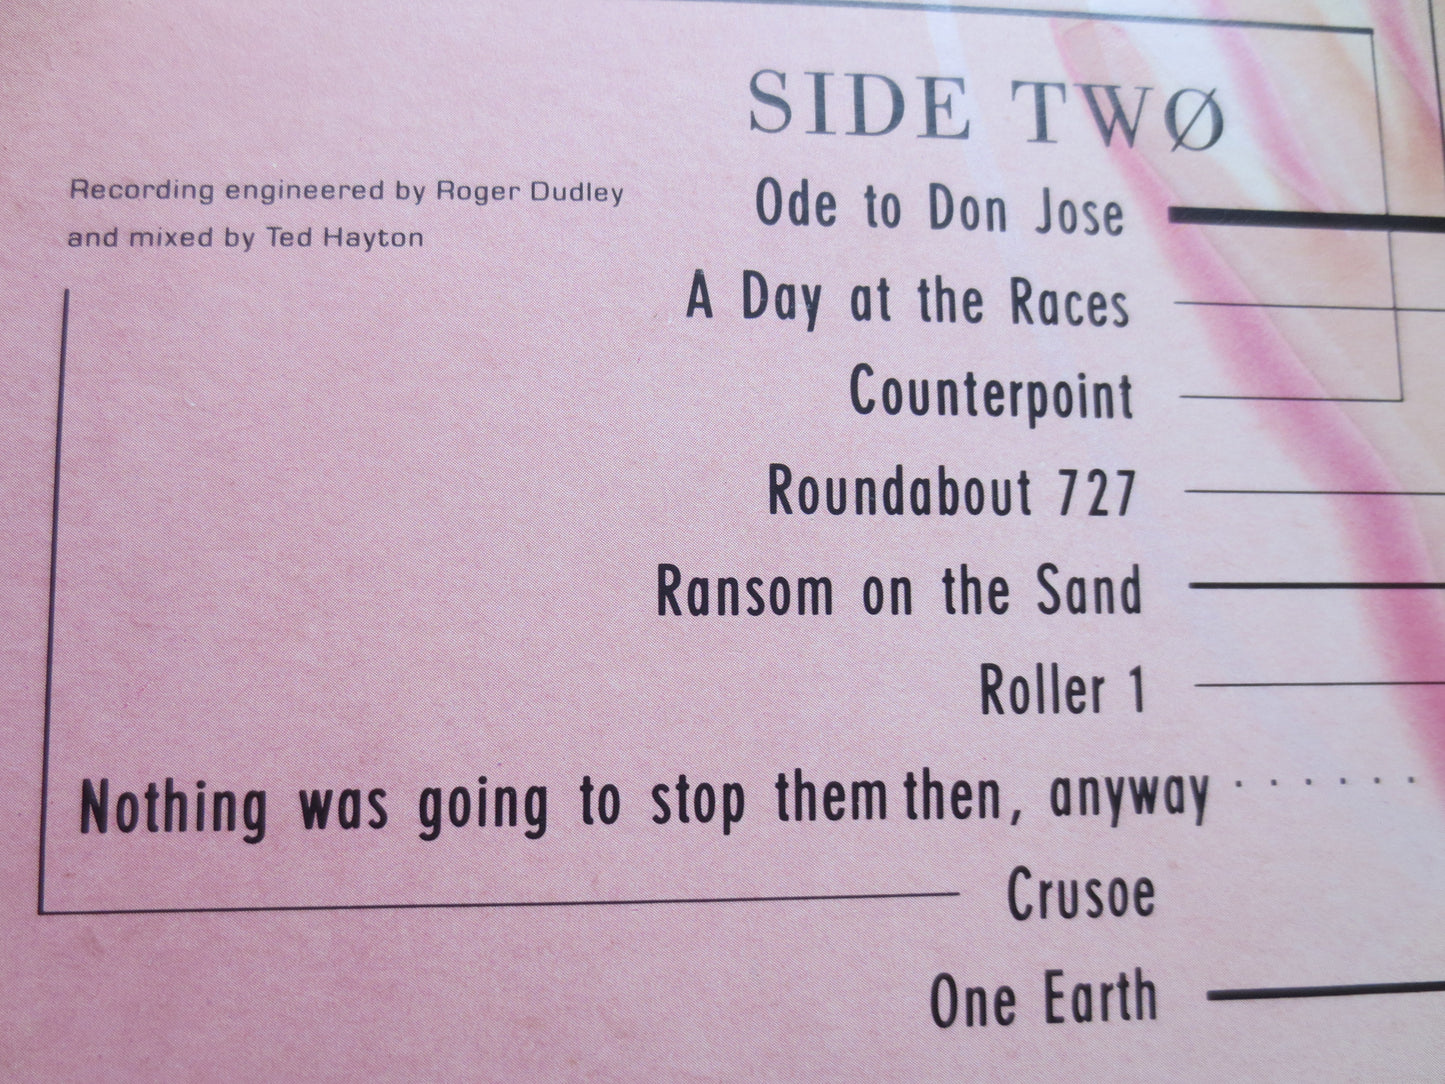 SIDE TWØ
Recording engineered by Roger Dudley
and mixed by Ted Hayton
Ode to Don Jose
A Day at the Races
Counterpoint
Roundabout 727
Ransom on the Sand
Roller 1
Nothing was going to stop them then, anyway ......
Crusoe
One Earth